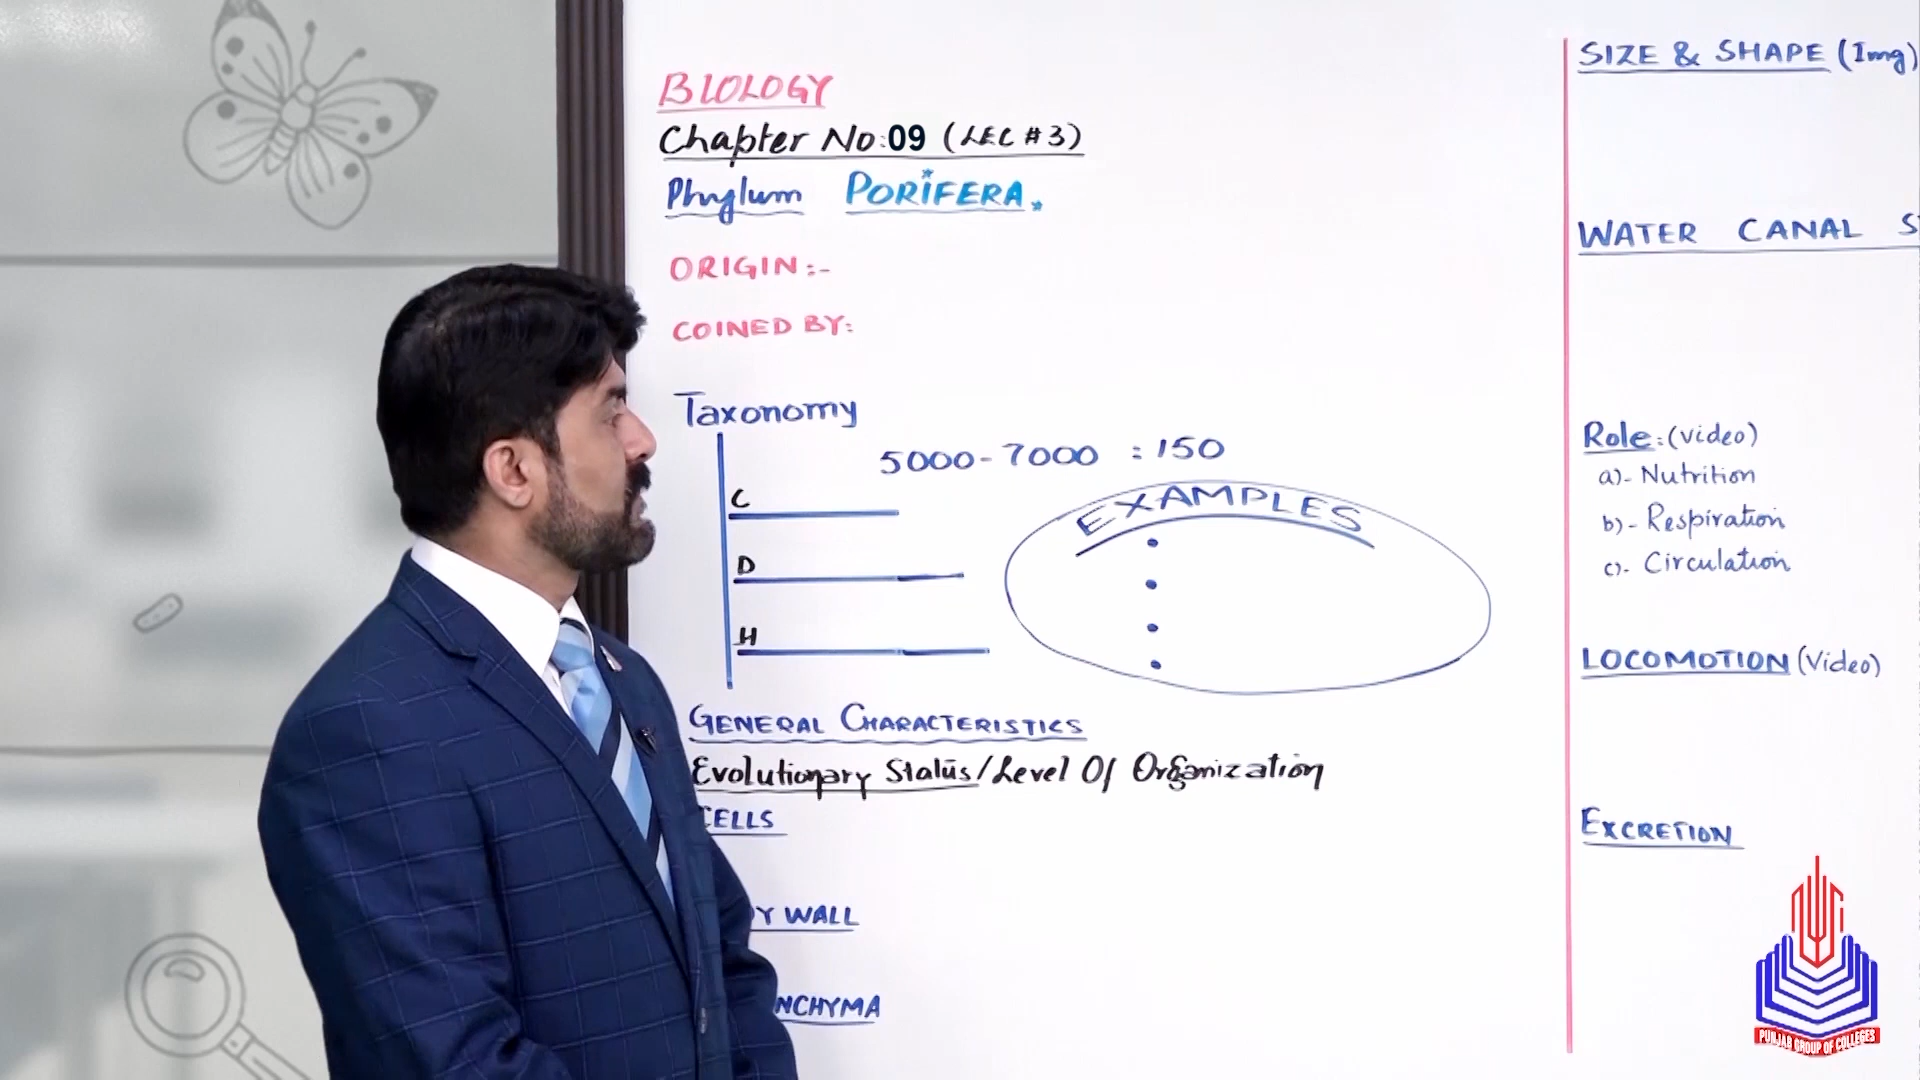 BIOLOGY
Chapter No:09 (LEC #3)
Phylum PORIFERA.
ORIGIN:-
COINED BY:
Taxonomy
5000-7000 :150
C
D
H
EXAMPLES
GENERAL CHARACTERISTICS
Evolutionary Status/Level Of Organization
CELLS
Y WALL
NCHYMA
SIZE & SHAPE (Img)
WATER CANAL S
Role:(video)
a)- Nutrition
b)- Respiration
c)- Circulation
LOCOMOTION (Video)
EXCRETION
PUNJAB GROUP OF COLLEGES